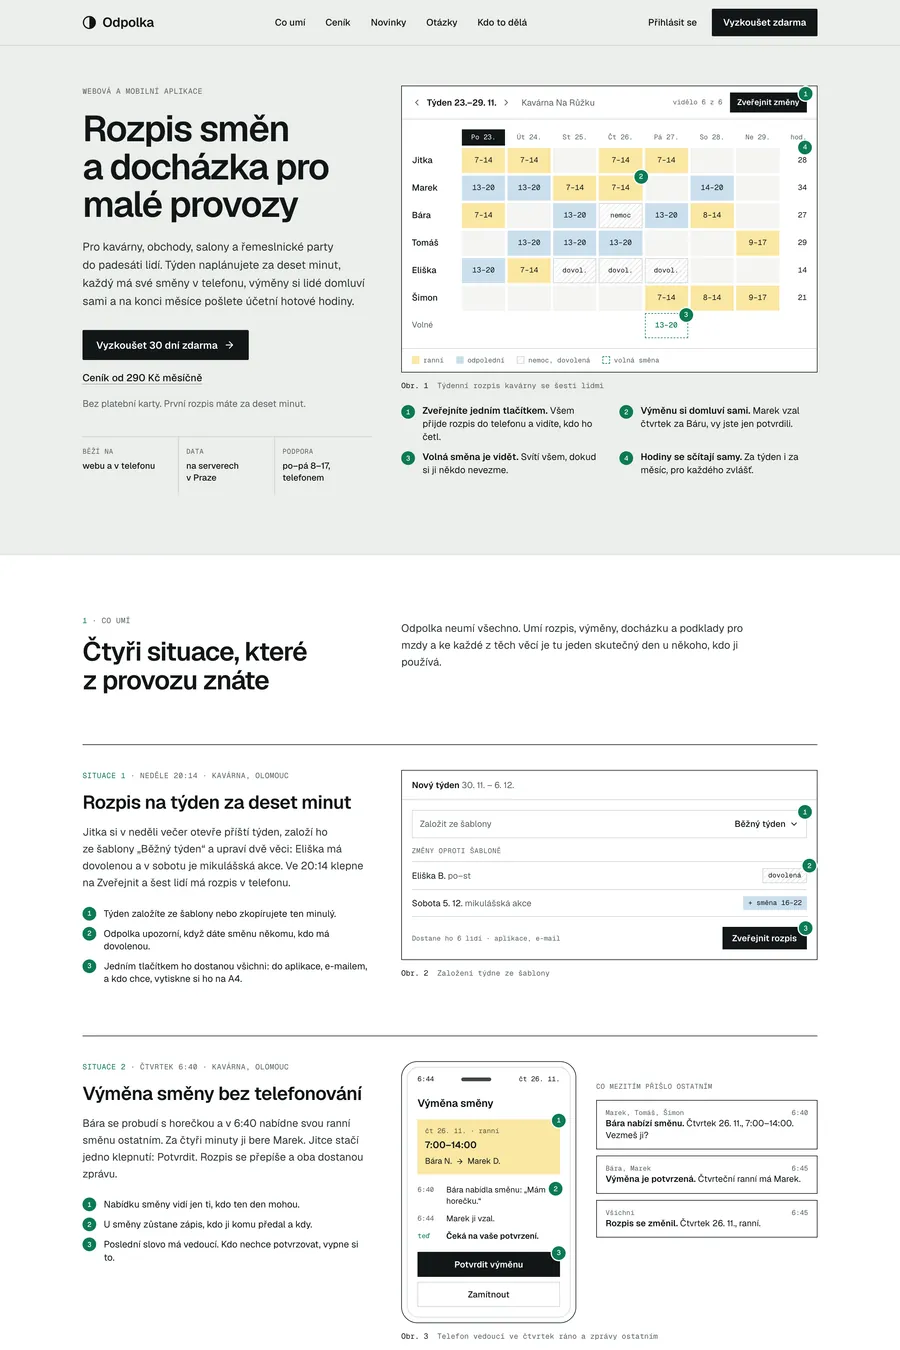 Odpolka
Co umí Ceník Novinky Otázky Kdo to dělá
Přihlásit se
Vyzkoušet zdarma
WEBOVÁ A MOBILNÍ APLIKACE
Rozpis směn
a docházka pro
malé provozy
Pro kavárny, obchody, salony a řemeslnické party
do padesáti lidí. Týden naplánujete za deset minut,
každý má své směny v telefonu, výměny si lidé domluví
sami a na konci měsíce pošlete účetní hotové hodiny.
Vyzkoušet 30 dní zdarma →
Ceník od 290 Kč měsíčně
Bez platební karty. První rozpis máte za deset minut.
BĚŽÍ NA
webu a v telefonu
DATA
na serverech
v Praze
PODPORA
po–pá 8–17,
telefonem
Týden 23.–29. 11. Kavárna Na Růžku
vidělo 6 z 6
Zveřejnit změny 1
Po 23. Út 24. St 25. Čt 26. Pá 27. So 28. Ne 29. hod.
4
Jitka 7–14 7–14 7–14 7–14 28
2
Marek 13–20 13–20 7–14 7–14 14–20 34
Bára 7–14 13–20 nemoc 13–20 8–14 27
Tomáš 13–20 13–20 13–20 9–17 29
Eliška 13–20 7–14 dovol. dovol. dovol. 14
Šimon 7–14 8–14 9–17 21
3
Volné 13–20
ranní odpolední nemoc, dovolená volná směna
Obr. 1 Týdenní rozpis kavárny se šesti lidmi
1 Zveřejníte jedním tlačítkem. Všem
přijde rozpis do telefonu a vidíte, kdo ho
četl.
2 Výměnu si domluví sami. Marek vzal
čtvrtek za Báru, vy jste jen potvrdili.
3 Volná směna je vidět. Svítí všem, dokud
si ji někdo nevezme.
4 Hodiny se sčítají samy. Za týden i za
měsíc, pro každého zvlášť.
1 · CO UMÍ
Čtyři situace, které
z provozu znáte
Odpolka neumí všechno. Umí rozpis, výměny, docházku a podklady pro
mzdy a ke každé z těch věcí je tu jeden skutečný den u někoho, kdo ji
používá.
SITUACE 1 · NEDĚLE 20:14 · KAVÁRNA, OLOMOUC
Rozpis na týden za deset minut
Jitka si v neděli večer otevře příští týden, založí ho
ze šablony „Běžný týden“ a upraví dvě věci: Eliška má
dovolenou a v sobotu je mikulášská akce. Ve 20:14 klepne
na Zveřejnit a šest lidí má rozpis v telefonu.
1 Týden založíte ze šablony nebo zkopírujete ten minulý.
2 Odpolka upozorní, když dáte směnu někomu, kdo má
dovolenou.
3 Jedním tlačítkem ho dostanou všichni: do aplikace, e-mailem,
a kdo chce, vytiskne si ho na A4.
Nový týden 30. 11. – 6. 12.
Založit ze šablony Běžný týden 1
ZMĚNY OPROTI ŠABLONĚ
Eliška B. po–st dovolená 2
Sobota 5. 12. mikulášská akce + směna 16–22
Dostane ho 6 lidí · aplikace, e-mail Zveřejnit rozpis 3
Obr. 2 Založení týdne ze šablony
SITUACE 2 · ČTVRTEK 6:40 · KAVÁRNA, OLOMOUC
Výměna směny bez telefonování
Bára se probudí s horečkou a v 6:40 nabídne svou ranní
směnu ostatním. Za čtyři minuty ji bere Marek. Jitce stačí
jedno klepnutí: Potvrdit. Rozpis se přepíše a oba dostanou
zprávu.
1 Nabídku směny vidí jen ti, kdo ten den mohou.
2 U směny zůstane zápis, kdo ji komu předal a kdy.
3 Poslední slovo má vedoucí. Kdo nechce potvrzovat, vypne si
to.
6:44 čt 26. 11.
Výměna směny
1
čt 26. 11. · ranní
7:00–14:00
Bára N. → Marek D.
6:40 Bára nabídla směnu: „Mám 2
horečku.“
6:44 Marek ji vzal.
teď Čeká na vaše potvrzení.
3
Potvrdit výměnu
Zamítnout
CO MEZITÍM PŘIŠLO OSTATNÍM
Marek, Tomáš, Šimon 6:40
Bára nabízí směnu. Čtvrtek 26. 11., 7:00–14:00.
Vezmeš ji?
Bára, Marek 6:45
Výměna je potvrzená. Čtvrteční ranní má Marek.
Všichni 6:45
Rozpis se změnil. Čtvrtek 26. 11., ranní.
Obr. 3 Telefon vedoucí ve čtvrtek ráno a zprávy ostatním